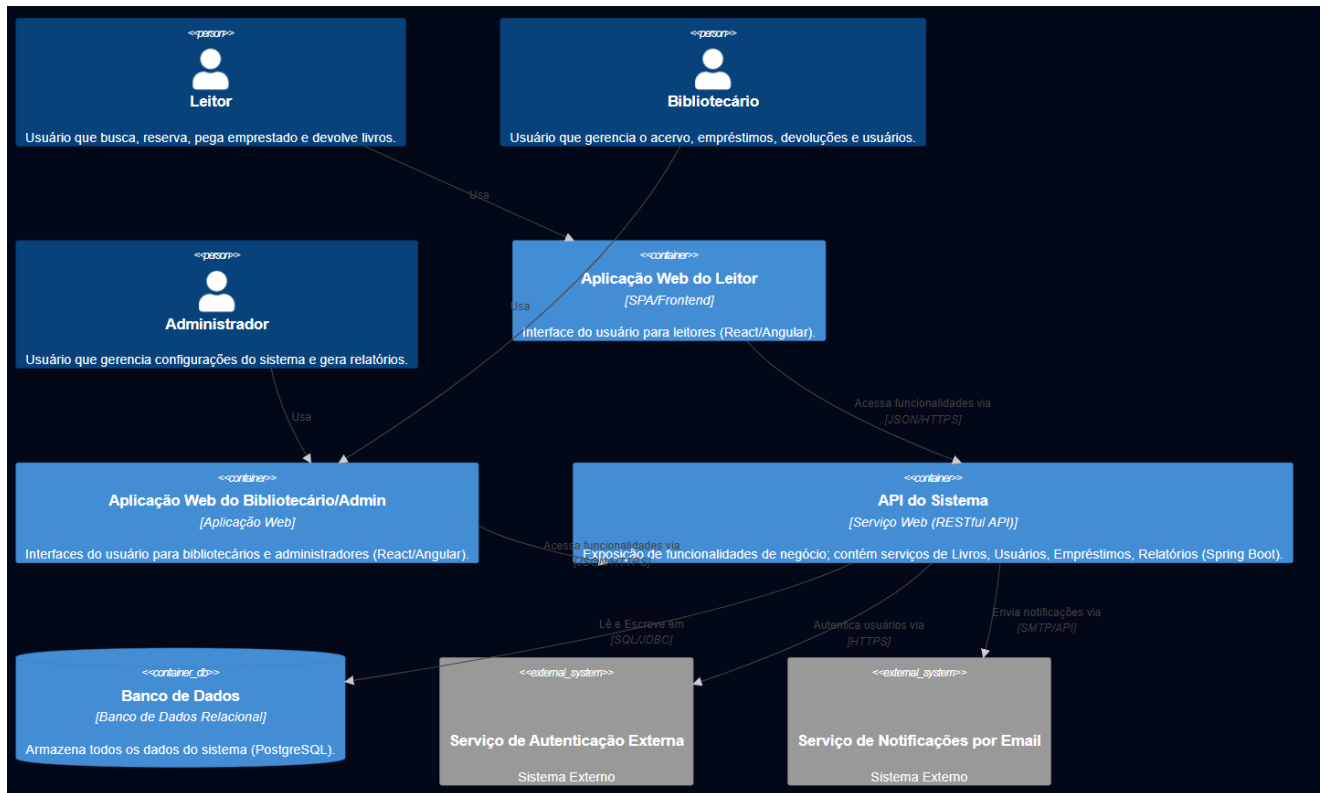 <<person>>
Leitor
Usuário que busca, reserva, pega emprestado e devolve livros.
<<person>>
Bibliotecário
Usuário que gerencia o acervo, empréstimos, devoluções e usuários.
Usa
<<person>>
Administrador
Usuário que gerencia configurações do sistema e gera relatórios.
<<container>>
Aplicação Web do Leitor
[SPA/Frontend]
Interface do usuário para leitores (React/Angular).
Usa
Usa
Acessa funcionalidades via
[JSON/HTTPS]
<<container>>
Aplicação Web do Bibliotecário/Admin
[Aplicação Web]
Interfaces do usuário para bibliotecários e administradores (React/Angular).
Acessa funcionalidades via
[JSON/HTTPS]
<<container>>
API do Sistema
[Serviço Web (RESTful API)]
Exposição de funcionalidades de negócio; contém serviços de Livros, Usuários, Empréstimos, Relatórios (Spring Boot).
Lê e Escreve em
[SQL/JDBC]
Autentica usuários via
[HTTPS]
Envia notificações via
[SMTP/API]
<<container_db>>
Banco de Dados
[Banco de Dados Relacional]
Armazena todos os dados do sistema (PostgreSQL).
<<external_system>>
Serviço de Autenticação Externa
Sistema Externo
<<external_system>>
Serviço de Notificações por Email
Sistema Externo